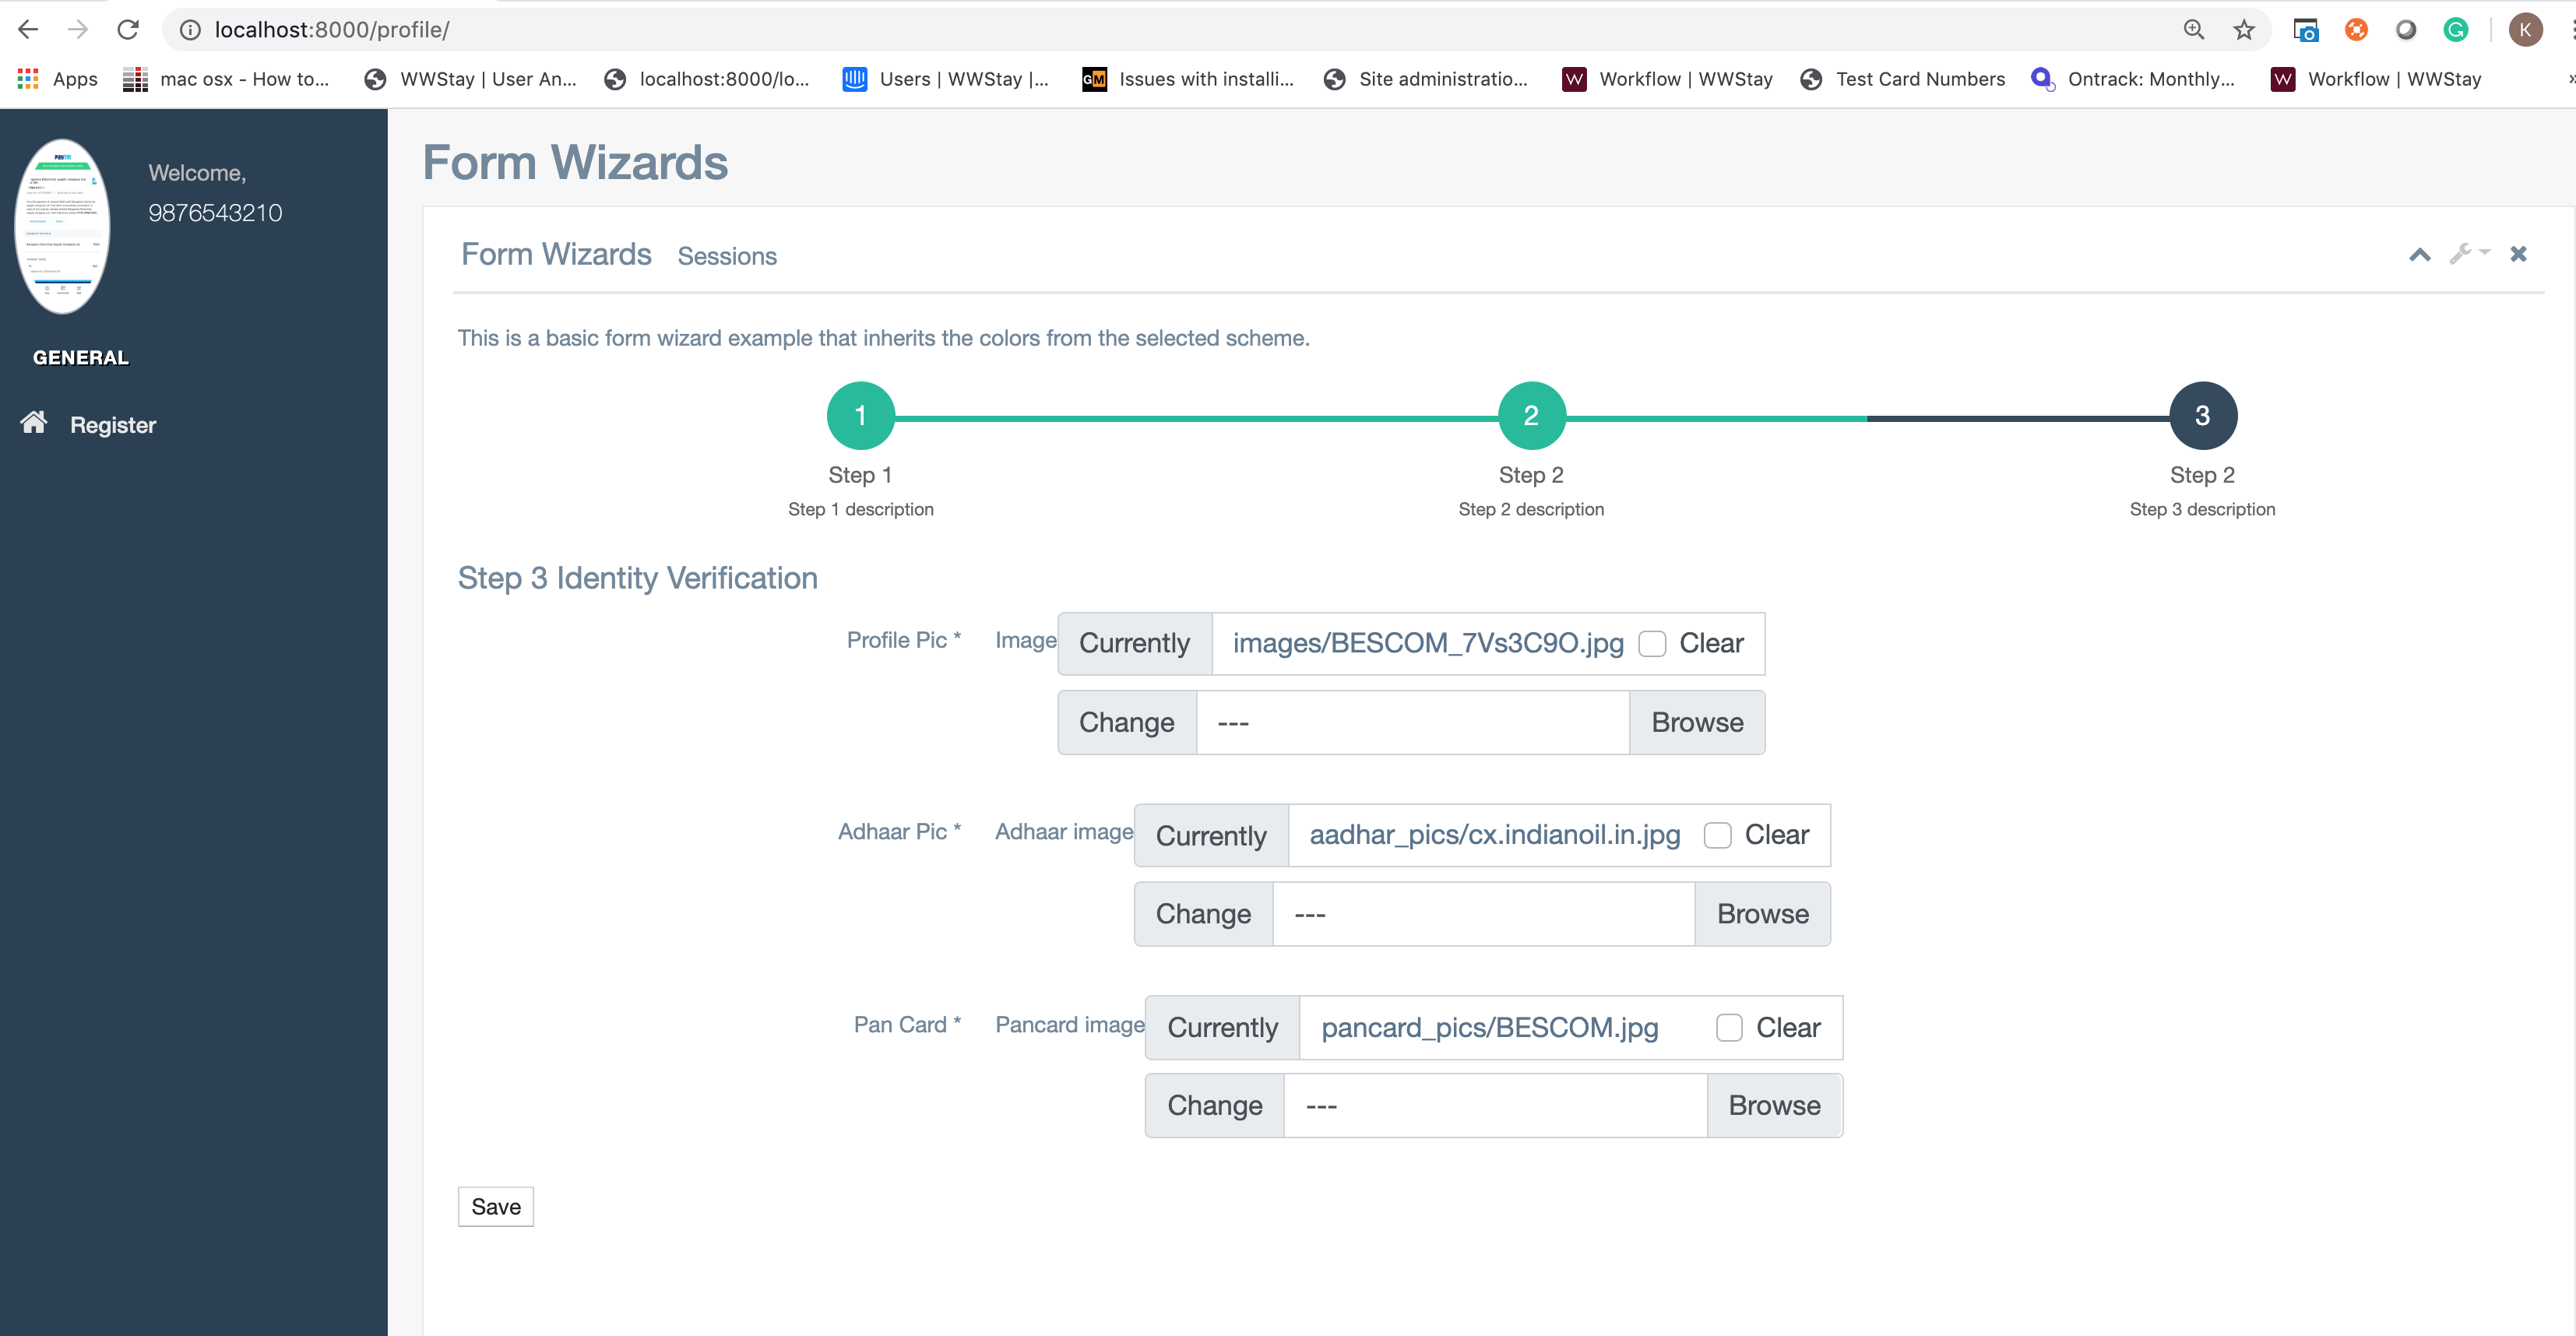 localhost:8000/profile/
K
Apps
mac osx - How to...
WWStay | User An...
localhost:8000/lo...
Users | WWStay |...
GM
Issues with installi...
Site administratio...
W
Workflow | WWStay
Test Card Numbers
Ontrack: Monthly...
W
Workflow | WWStay
»
Welcome,
9876543210
GENERAL
Register
Form Wizards
Form Wizards Sessions
This is a basic form wizard example that inherits the colors from the selected scheme.
1
2
3
Step 1
Step 2
Step 2
Step 1 description
Step 2 description
Step 3 description
Step 3 Identity Verification
Profile Pic * Image Currently images/BESCOM_7Vs3C9O.jpg Clear
Change --- Browse
Adhaar Pic * Adhaar image Currently aadhar_pics/cx.indianoil.in.jpg Clear
Change --- Browse
Pan Card * Pancard image Currently pancard_pics/BESCOM.jpg Clear
Change --- Browse
Save